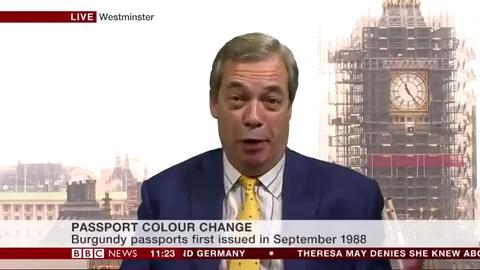 LIVE Westminster
PASSPORT COLOUR CHANGE
Burgundy passports first issued in September 1988
BBC NEWS 11:23 ND GERMANY THERESA MAY DENIES SHE KNEW ABO